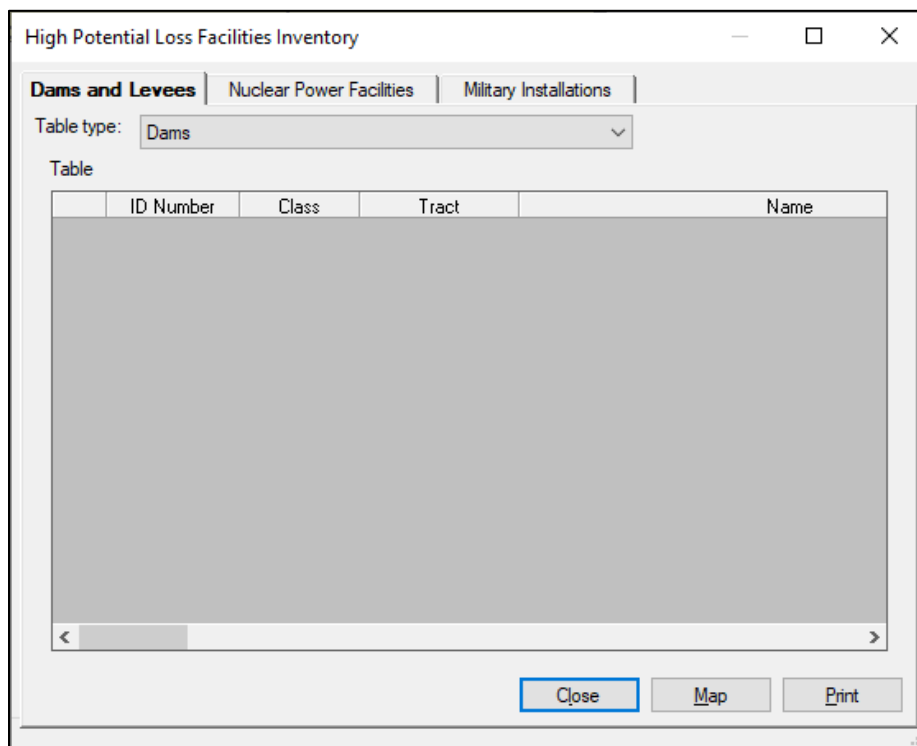 High Potential Loss Facilities Inventory
Dams and Levees Nuclear Power Facilities Military Installations
Table type: Dams
Table
ID Number Class Tract Name
Close Map Print